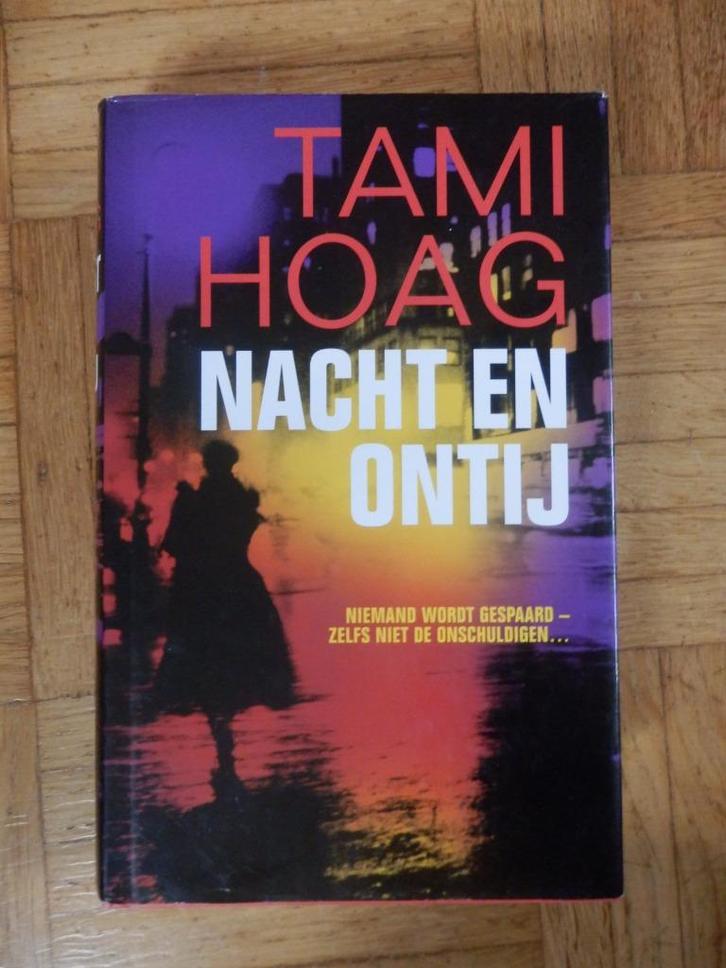 TAMI
HOAG
NACHT EN
ONTIJ
NIEMAND WORDT GESPAARD –
ZELFS NIET DE ONSCHULDIGEN...